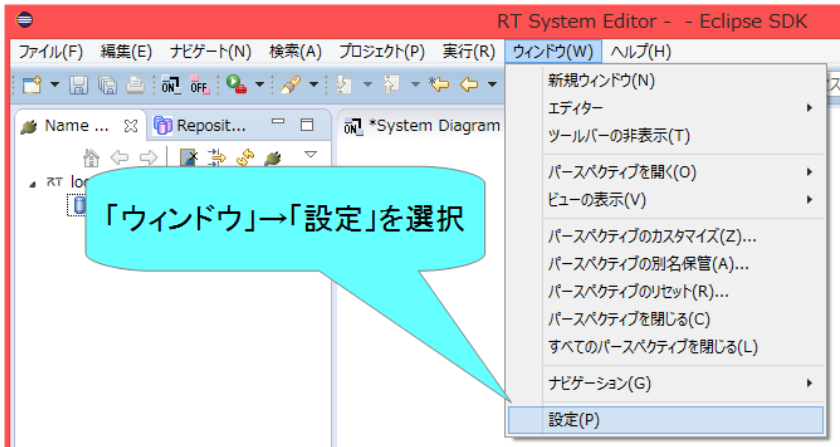 RT System Editor - - Eclipse SDK
ファイル(F) 編集(E) ナビゲート(N) 検索(A) プロジェクト(P) 実行(R) ウィンドウ(W) ヘルプ(H)
新規ウィンドウ(N)
エディター
ツールバーの非表示(T)
パースペクティブを開く(O)
ビューの表示(V)
パースペクティブのカスタマイズ(Z)...
パースペクティブの別名保管(A)...
パースペクティブのリセット(R)...
パースペクティブを閉じる(C)
すべてのパースペクティブを閉じる(L)
ナビゲーション(G)
設定(P)
ON OFF
Name ... Reposit... ON *System Diagram
RT
「ウィンドウ」→「設定」を選択